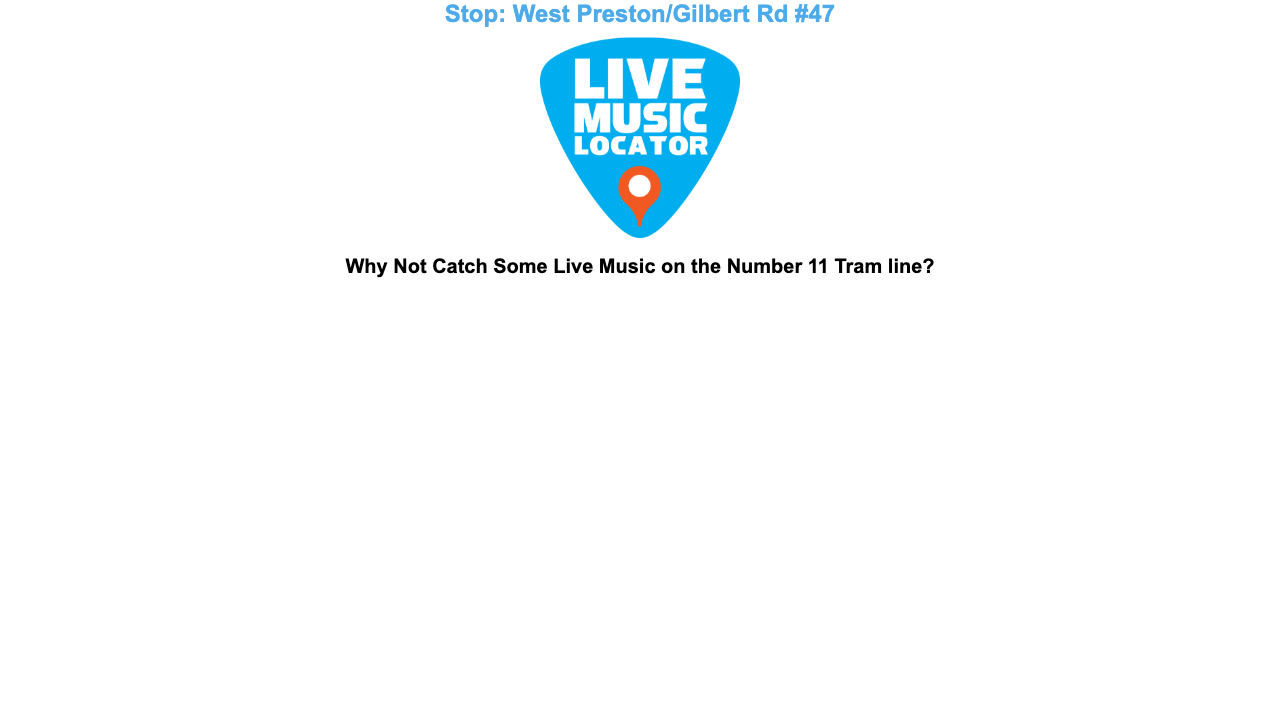 Stop: West Preston/Gilbert Rd #47
LIVE
MUSIC
LOCATOR
Why Not Catch Some Live Music on the Number 11 Tram line?